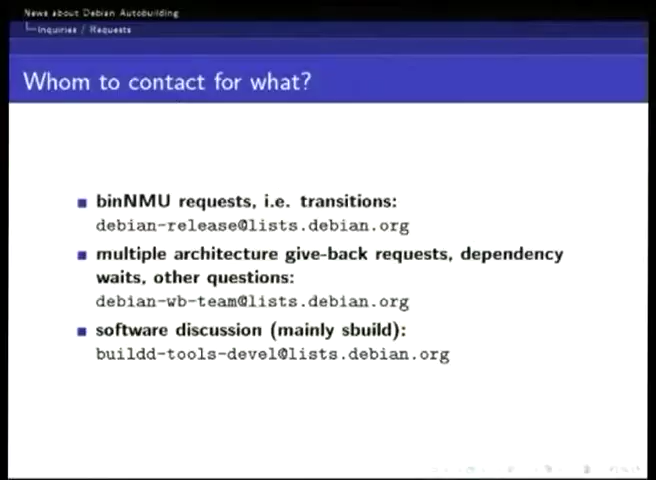 News about Debian Autobuilding
Inquiries / Requests
Whom to contact for what?
binNMU requests, i.e. transitions:
debian-release@lists.debian.org
multiple architecture give-back requests, dependency
waits, other questions:
debian-wb-team@lists.debian.org
software discussion (mainly sbuild):
buildd-tools-devel@lists.debian.org